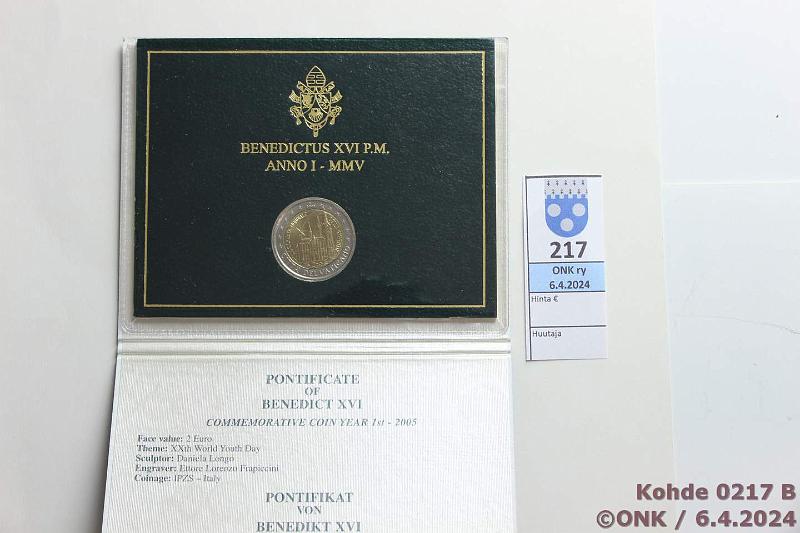 BENEDICTUS XVI P.M.
ANNO I - MMV
DEL VATICANO
217
ONK ry
6.4.2024
Hinta €
Huutaja
PONTIFICATE
OF
BENEDICT XVI
COMMEMORATIVE COIN YEAR 1st - 2005
Face value: 2 Euro
Theme: XXth World Youth Day
Sculptor: Daniela Longo
Engraver: Ettore Lorenzo Frapiccini
Coinage: IPZS – Italy
PONTIFIKAT
VON
BENEDIKT XVI
Kohde 0217 B
©ONK / 6.4.2024